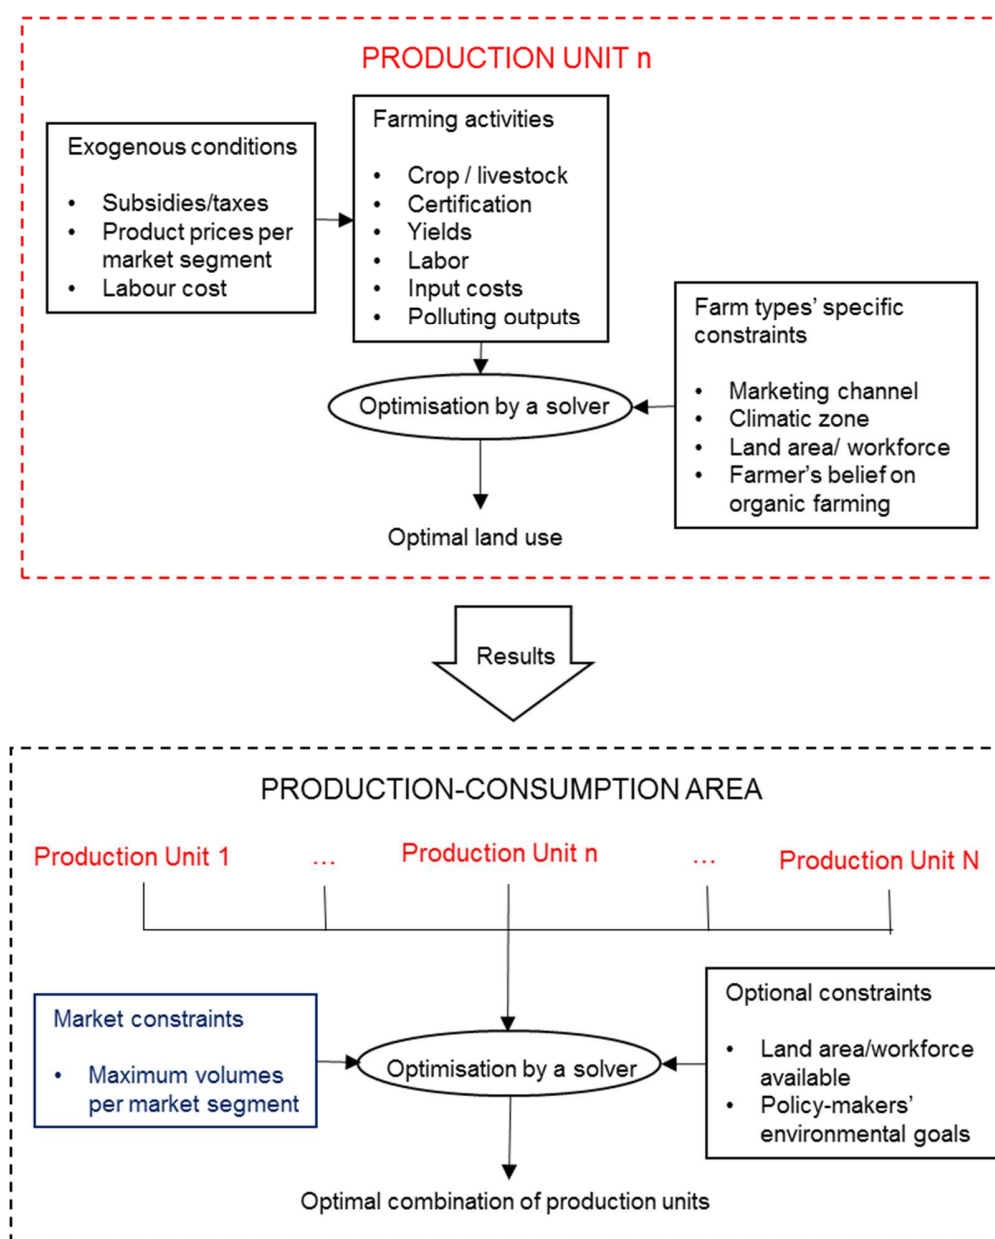 PRODUCTION UNIT n
Exogenous conditions
• Subsidies/taxes
• Product prices per
market segment
• Labour cost
Farming activities
• Crop / livestock
• Certification
• Yields
• Labor
• Input costs
• Polluting outputs
Farm types’ specific
constraints
• Marketing channel
• Climatic zone
• Land area/ workforce
• Farmer’s belief on
organic farming
Optimisation by a solver
Optimal land use
Results
PRODUCTION-CONSUMPTION AREA
Production Unit 1 ... Production Unit n ... Production Unit N
Market constraints
• Maximum volumes
per market segment
Optimisation by a solver
Optional constraints
• Land area/workforce
available
• Policy-makers’
environmental goals
Optimal combination of production units